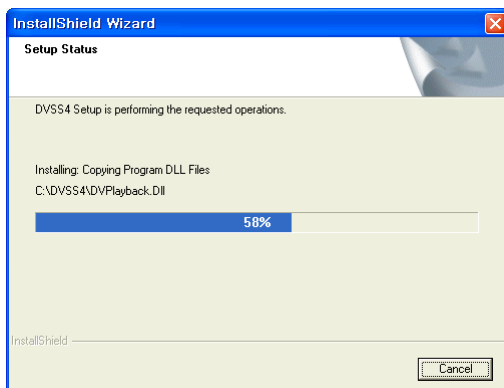 InstallShield Wizard
Setup Status
DVSS4 Setup is performing the requested operations.
Installing: Copying Program DLL Files
C:\DVSS4\DVPlayback.Dll
58%
InstallShield
Cancel